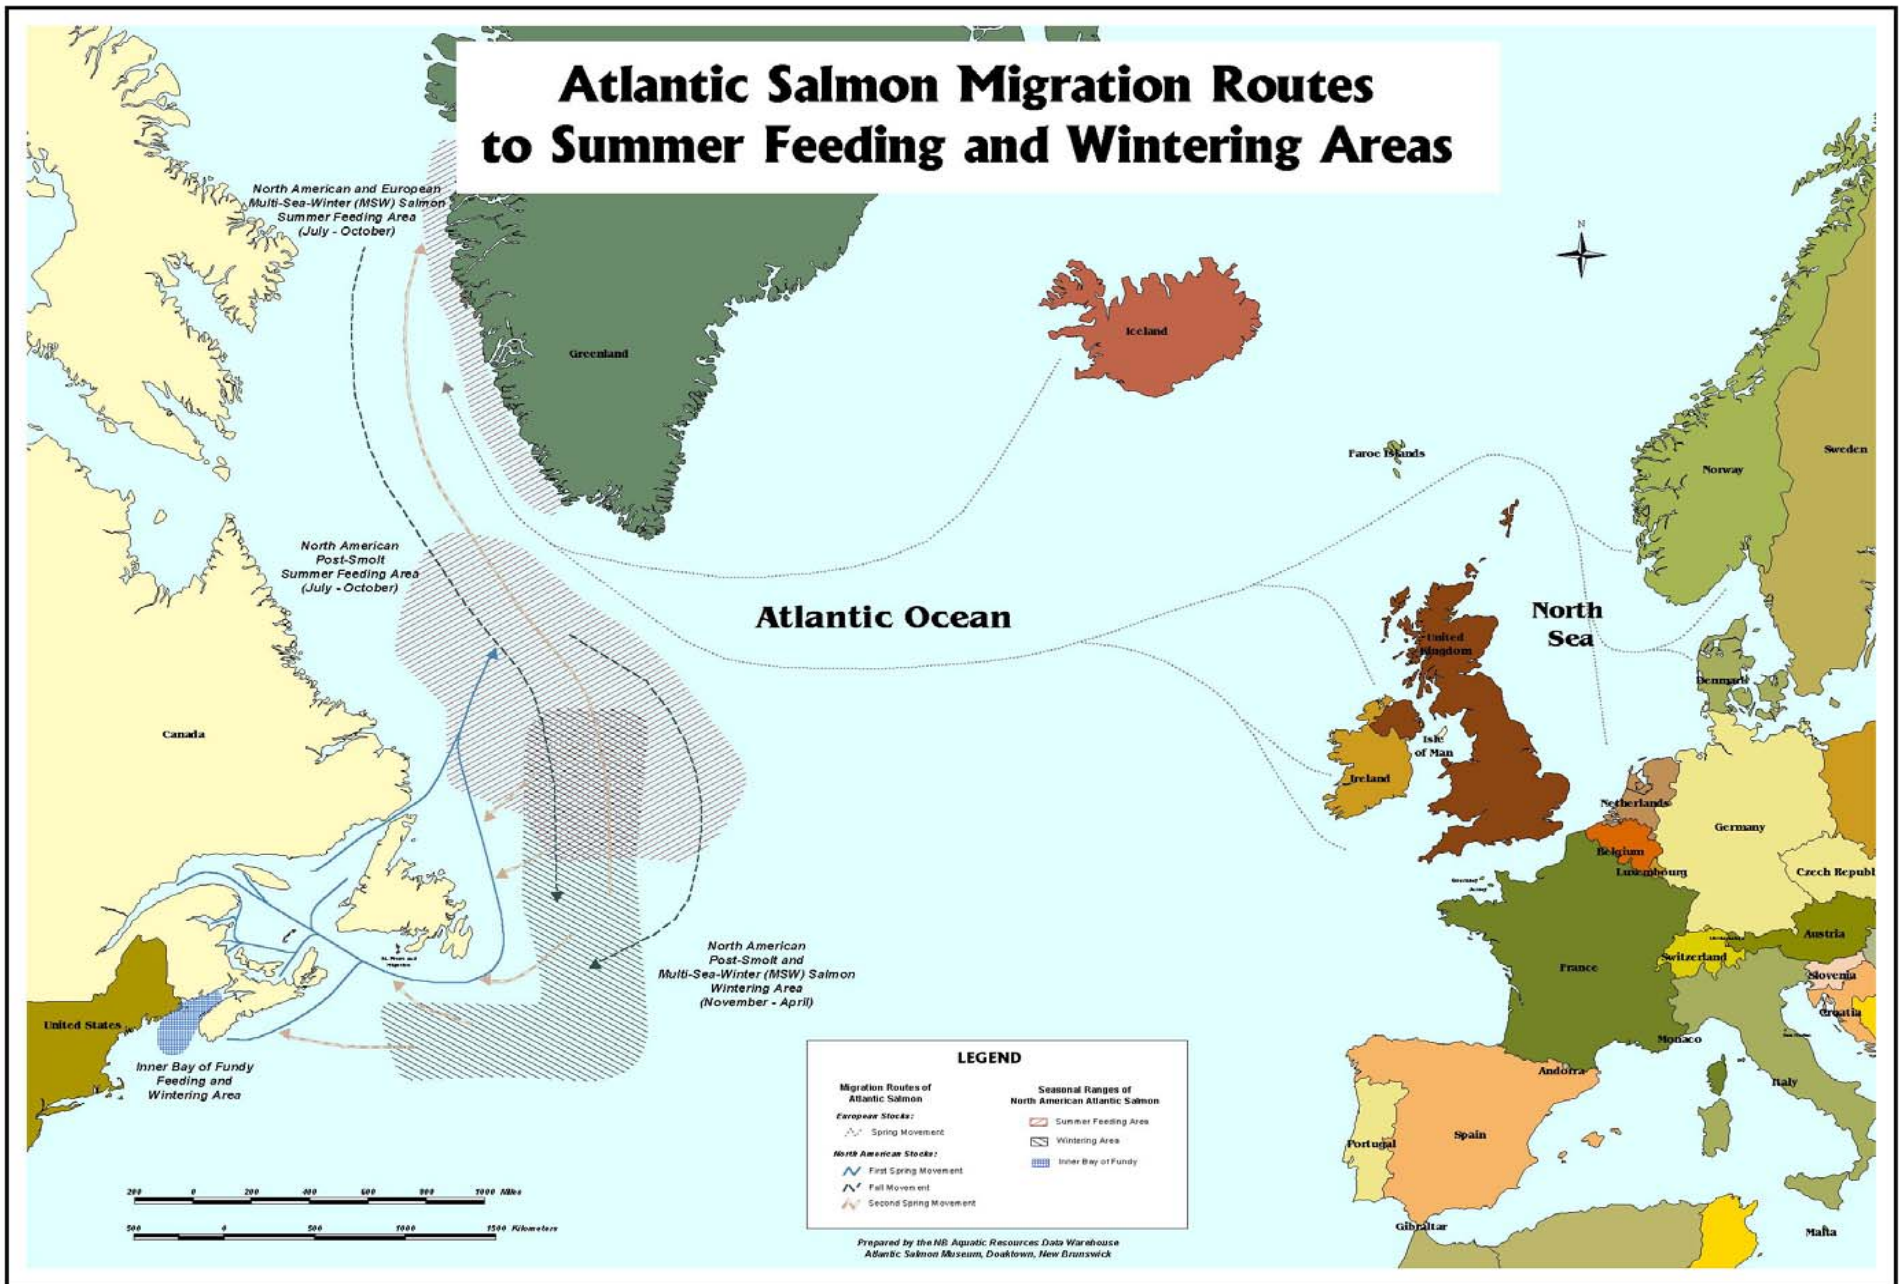 Atlantic Salmon Migration Routes
to Summer Feeding and Wintering Areas
North American and European
Multi-Sea-Winter (MSW) Salmon
Summer Feeding Area
(July - October)
N
Iceland
Greenland
Faroe Islands
Norway
Sweden
North American
Post-Smolt
Summer Feeding Area
(July - October)
Atlantic Ocean
North
Sea
United
Kingdom
Denmark
Canada
Isle
of Man
Ireland
Netherlands
Germany
Belgium
Luxembourg
Czech Republ
Austria
Switzerland
France
Slovenia
Croatia
North American
Post-Smolt and
Multi-Sea-Winter (MSW) Salmon
Wintering Area
(November - April)
United States
Inner Bay of Fundy
Feeding and
Wintering Area
Monaco
Andorra
Italy
Portugal
Spain
Gibraltar
Malta
LEGEND
Migration Routes of
Atlantic Salmon
European Stocks:
Spring Movement
North American Stocks:
First Spring Movement
Fall Movement
Second Spring Movement
Seasonal Ranges of
North American Atlantic Salmon
Summer Feeding Area
Wintering Area
Inner Bay of Fundy
200 0 200 400 600 800 1000 Miles
500 0 500 1000 1500 Kilometers
Prepared by the NB Aquatic Resources Data Warehouse
Atlantic Salmon Museum, Doaktown, New Brunswick